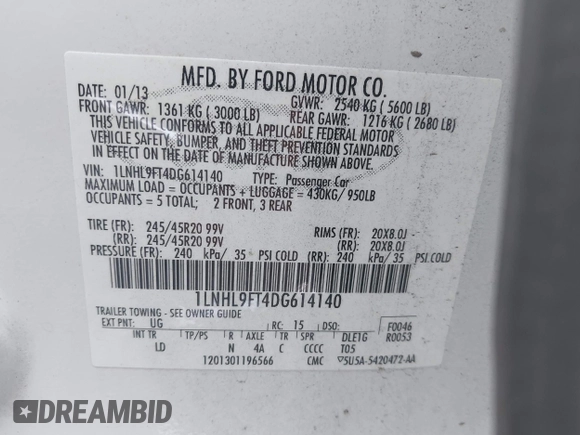 MFD. BY FORD MOTOR CO.
DATE: 01/13 GVWR: 2540 KG ( 5600 LB)
FRONT GAWR: 1361 KG ( 3000 LB) REAR GAWR: 1216 KG ( 2680 LB)
THIS VEHICLE CONFORMS TO ALL APPLICABLE FEDERAL MOTOR
VEHICLE SAFETY, BUMPER, AND THEFT PREVENTION STANDARDS
IN EFFECT ON THE DATE OF MANUFACTURE SHOWN ABOVE.
VIN: 1LNHL9FT4DG614140 TYPE: Passenger Car
MAXIMUM LOAD = OCCUPANTS + LUGGAGE = 430KG/ 950LB
OCCUPANTS = 5 TOTAL; 2 FRONT, 3 REAR
TIRE (FR): 245/45R20 99V RIMS (FR): 20X8.0J
(RR): 245/45R20 99V (RR): 20X8.0J
PRESSURE (FR): 240 kPa/ 35 PSI COLD (RR): 240 kPa/ 35 PSI COLD
1LNHL9FT4DG614140
TRAILER TOWING - SEE OWNER GUIDE
EXT PNT: UG RC: 15 DSO: F0046
INT TR TP/PS R AXLE TR SPR DLETG R0053
LD N 4A C CCCC T05
1201301196566 CMC 5USA-5420472-AA
DREAMBID